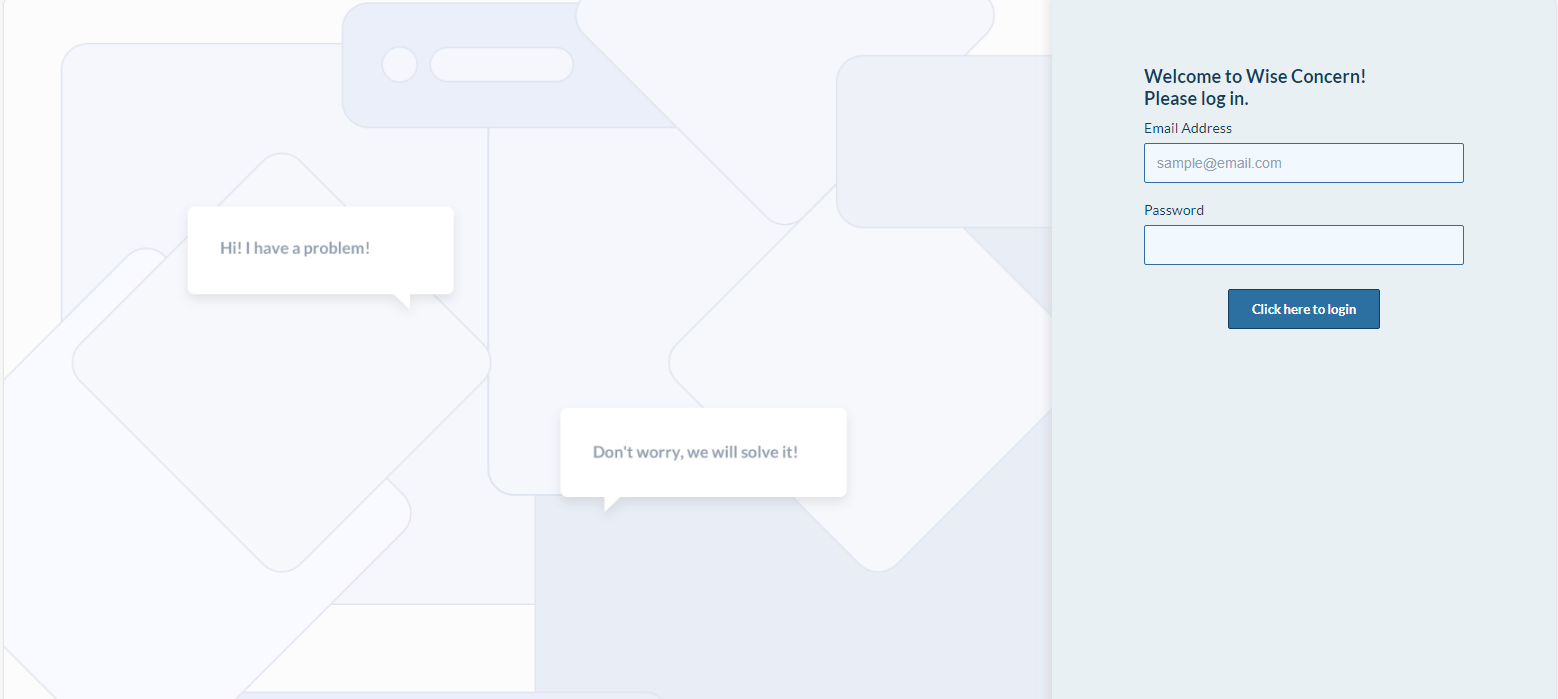 Hi! I have a problem!
Don't worry, we will solve it!
Welcome to Wise Concern!
Please log in.
Email Address
sample@email.com
Password
Click here to login